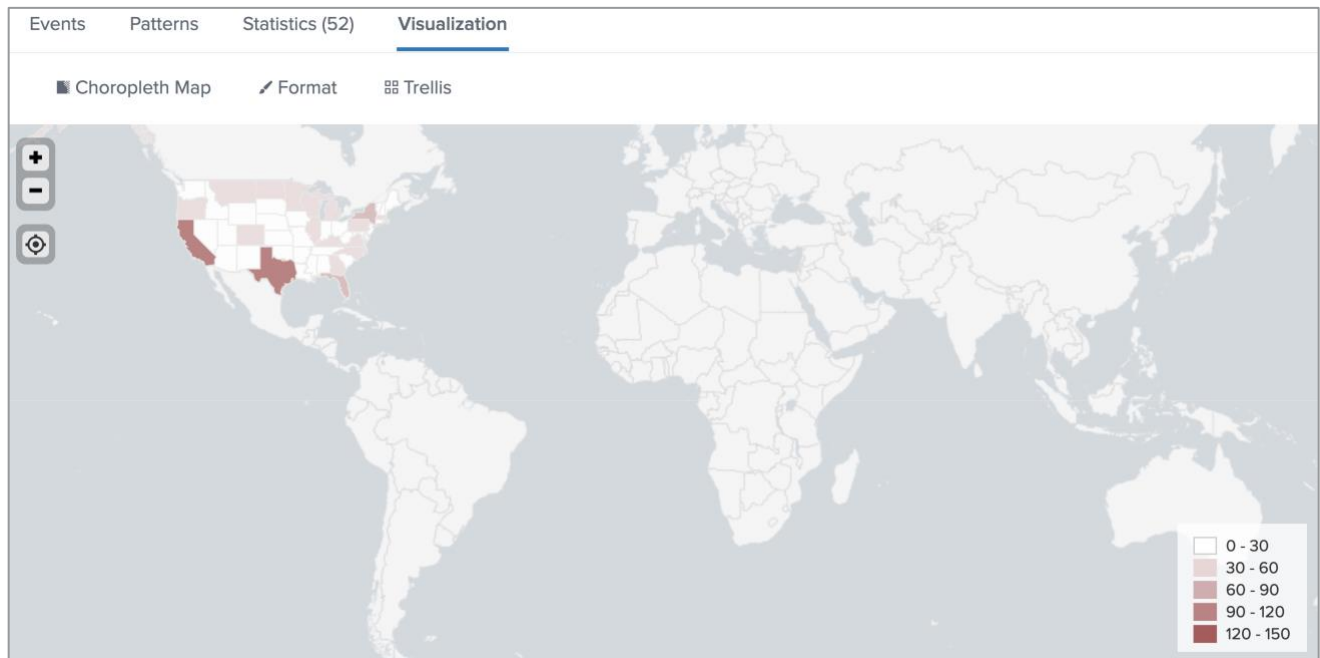 Events Patterns Statistics (52) Visualization
Choropleth Map Format Trellis
+
-
0 - 30
30 - 60
60 - 90
90 - 120
120 - 150